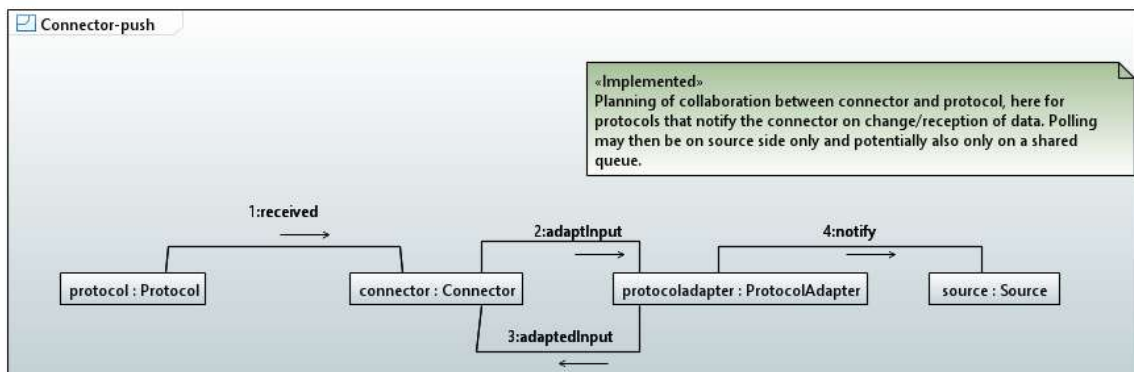 Connector-push
«Implemented»
Planning of collaboration between connector and protocol, here for
protocols that notify the connector on change/reception of data. Polling
may then be on source side only and potentially also only on a shared
queue.
1:received
2:adaptInput
4:notify
protocol : Protocol
connector : Connector
protocoladapter : ProtocolAdapter
source : Source
3:adaptedInput